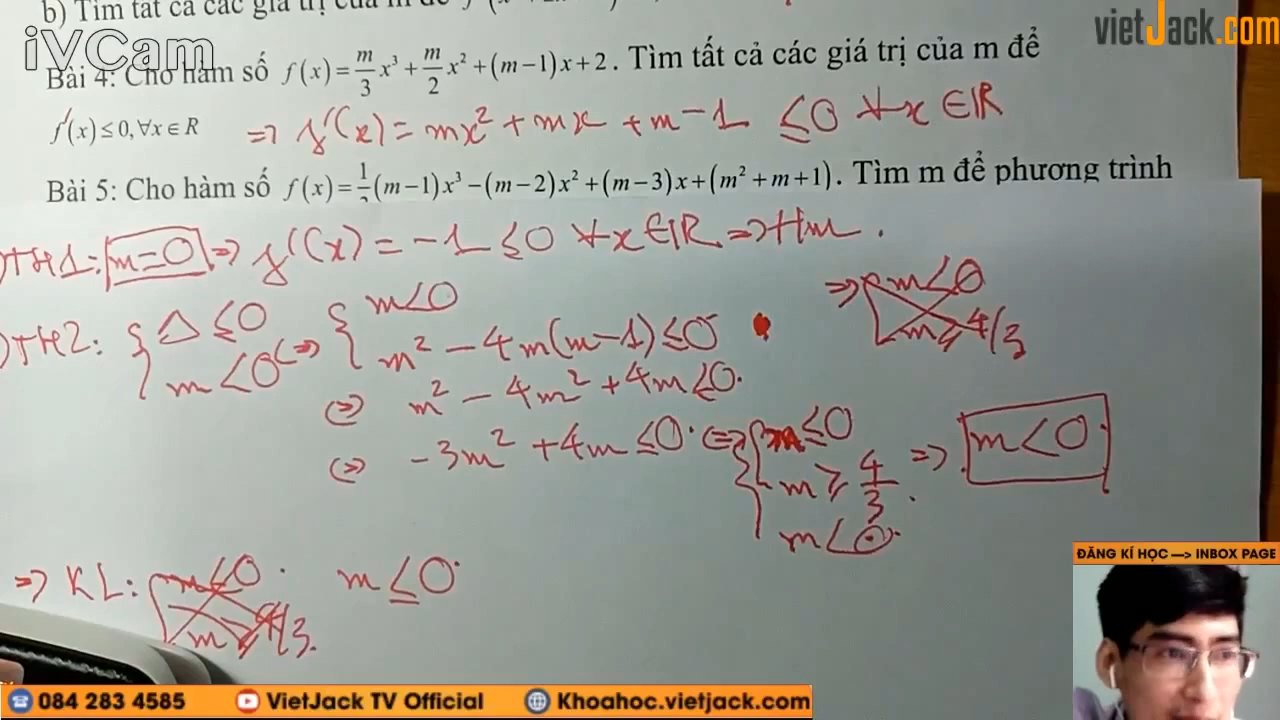 b) Tìm tất cả các giá trị của m để
vietJack.com
iVCam
Bài 4: Cho hàm số f(x)=m/3 x³+m/2 x²+(m−1)x+2. Tìm tất cả các giá trị của m để
f'(x)≤0,∀x∈R ⇒ f'(x) = mx² + mx + m − 1 ≤0 ∀x∈R
Bài 5: Cho hàm số f(x)=1/3(m−1)x³−(m−2)x²+(m−3)x+(m²+m+1). Tìm m để phương trình
TH1: m=0 ⇒ f'(x) = −1 ≤0 ∀x∈R ⇒ t/m.
TH2: { Δ ≤0 m<0 ⇔ { m<0 m² − 4m(m−1) ≤0
⇒ m<0 m≥4/3
⇔ m² − 4m² + 4m ≤0.
⇔ −3m² + 4m ≤0. ⇔ m≤0 m ≥ 4/3. m<0. ⇒ m<0.
⇒ KL: m≤0. m≥4/3. m≤0.
ĐĂNG KÍ HỌC —> INBOX PAGE
084 283 4585 VietJack TV Official Khoahoc.vietjack.com